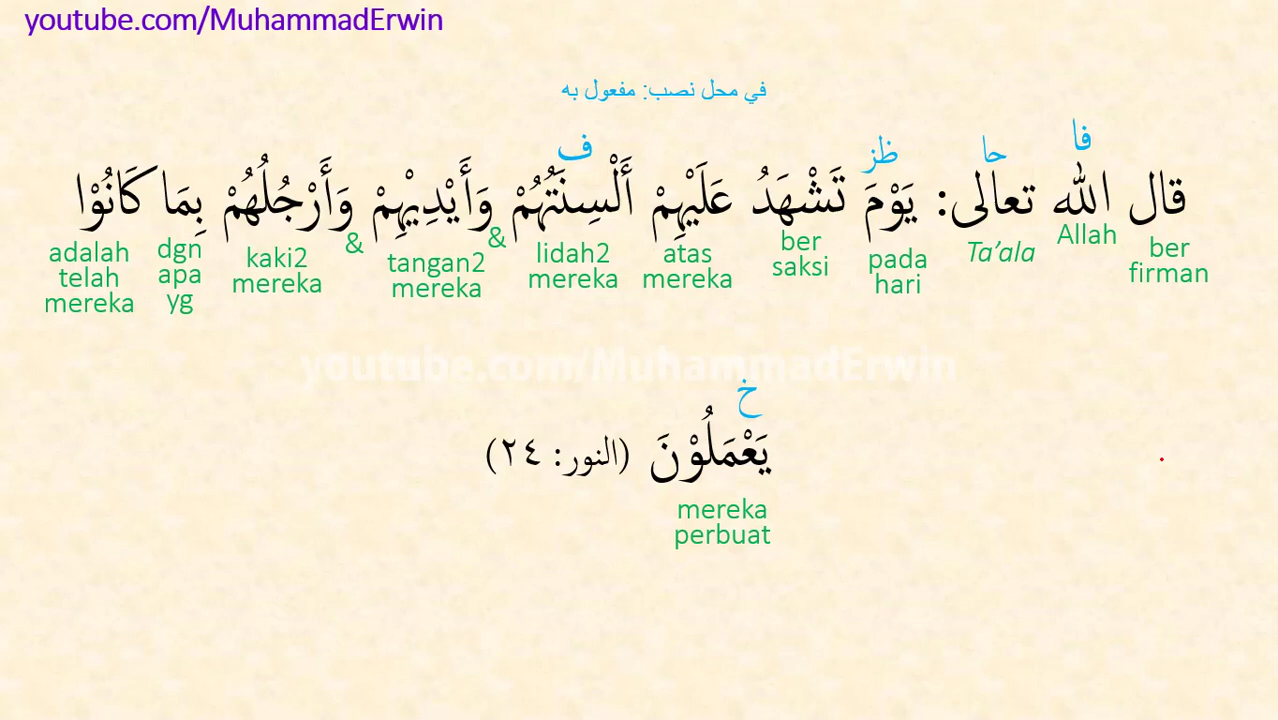 youtube.com/MuhammadErwin
في محل نصب: مفعول به
فا حا ظز ف
قال الله تعالى: يَوْمَ تَشْهَدُ عَلَيْهِمْ أَلْسِنَتُهُمْ وَأَيْدِيْهِمْ وَأَرْجُلُهُمْ بِمَا كَانُوْا
ber firman
Allah
Ta’ala
pada hari
ber saksi
atas mereka
lidah2 mereka
&
tangan2 mereka
&
kaki2 mereka
dgn apa yg
adalah telah mereka
youtube.com/MuhammadErwin
خ
يَعْمَلُوْنَ (النور: ٢٤)
mereka
perbuat